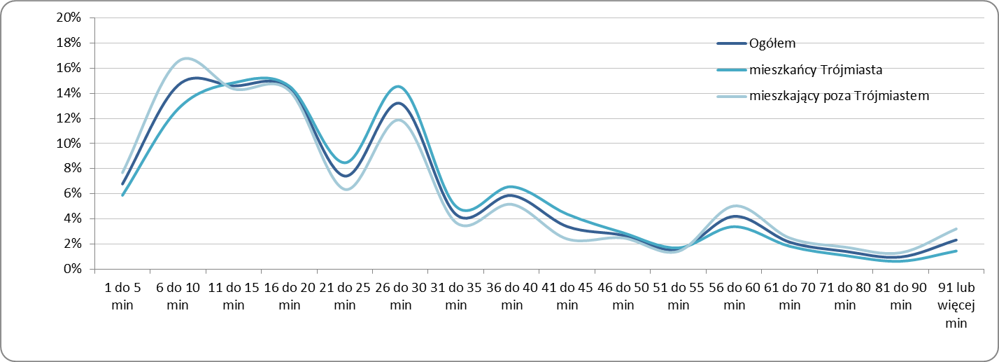 20%
18%
16%
14%
12%
10%
8%
6%
4%
2%
0%
Ogółem
mieszkańcy Trójmiasta
mieszkający poza Trójmiastem
1 do 5 min
6 do 10 min
11 do 15 min
16 do 20 min
21 do 25 min
26 do 30 min
31 do 35 min
36 do 40 min
41 do 45 min
46 do 50 min
51 do 55 min
56 do 60 min
61 do 70 min
71 do 80 min
81 do 90 min
91 lub więcej min